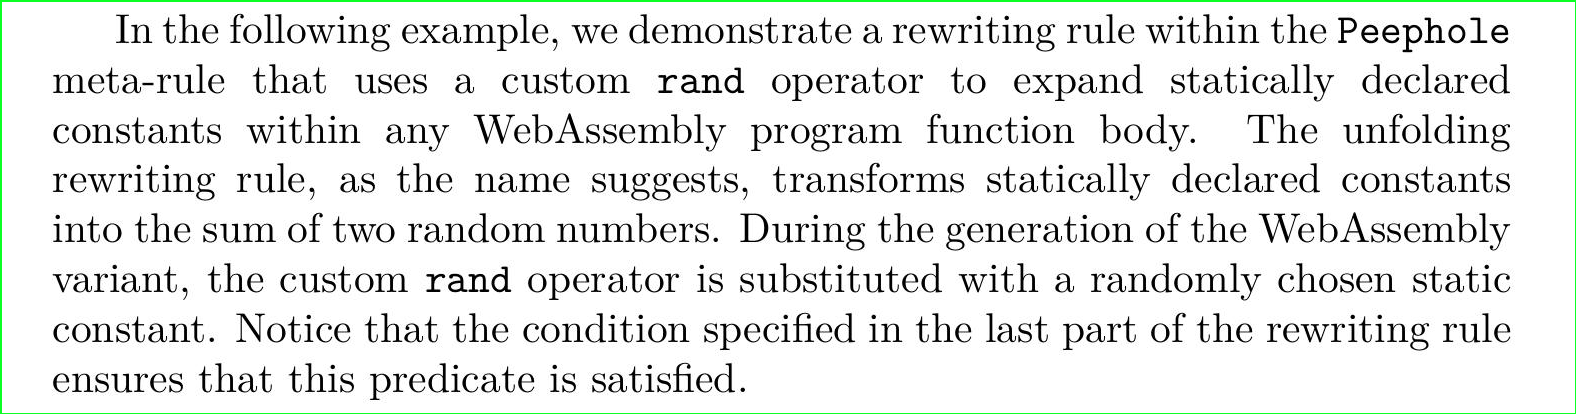 In the following example, we demonstrate a rewriting rule within the Peephole
meta-rule that uses a custom rand operator to expand statically declared
constants within any WebAssembly program function body. The unfolding
rewriting rule, as the name suggests, transforms statically declared constants
into the sum of two random numbers. During the generation of the WebAssembly
variant, the custom rand operator is substituted with a randomly chosen static
constant. Notice that the condition specified in the last part of the rewriting rule
ensures that this predicate is satisfied.